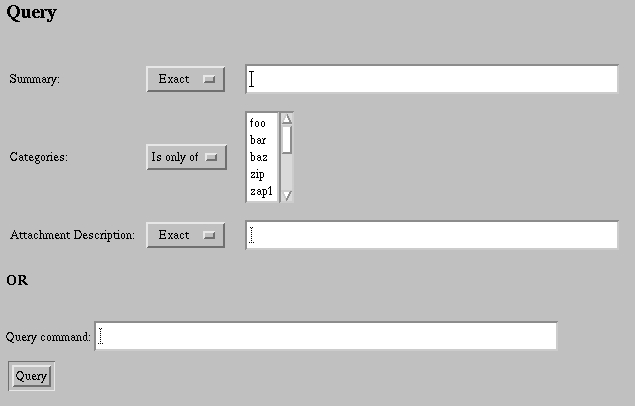 Query
Summary: Exact
foo
bar
Categories: Is only of baz
zip
zap1
Attachment Description: Exact
OR
Query command:
Query